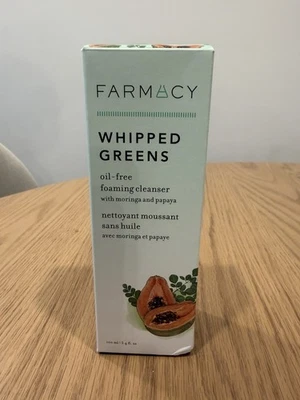 FARMACY
WHIPPED
GREENS
oil-free
foaming cleanser
with moringa and papaya
nettoyant moussant
sans huile
avec moringa et papaye